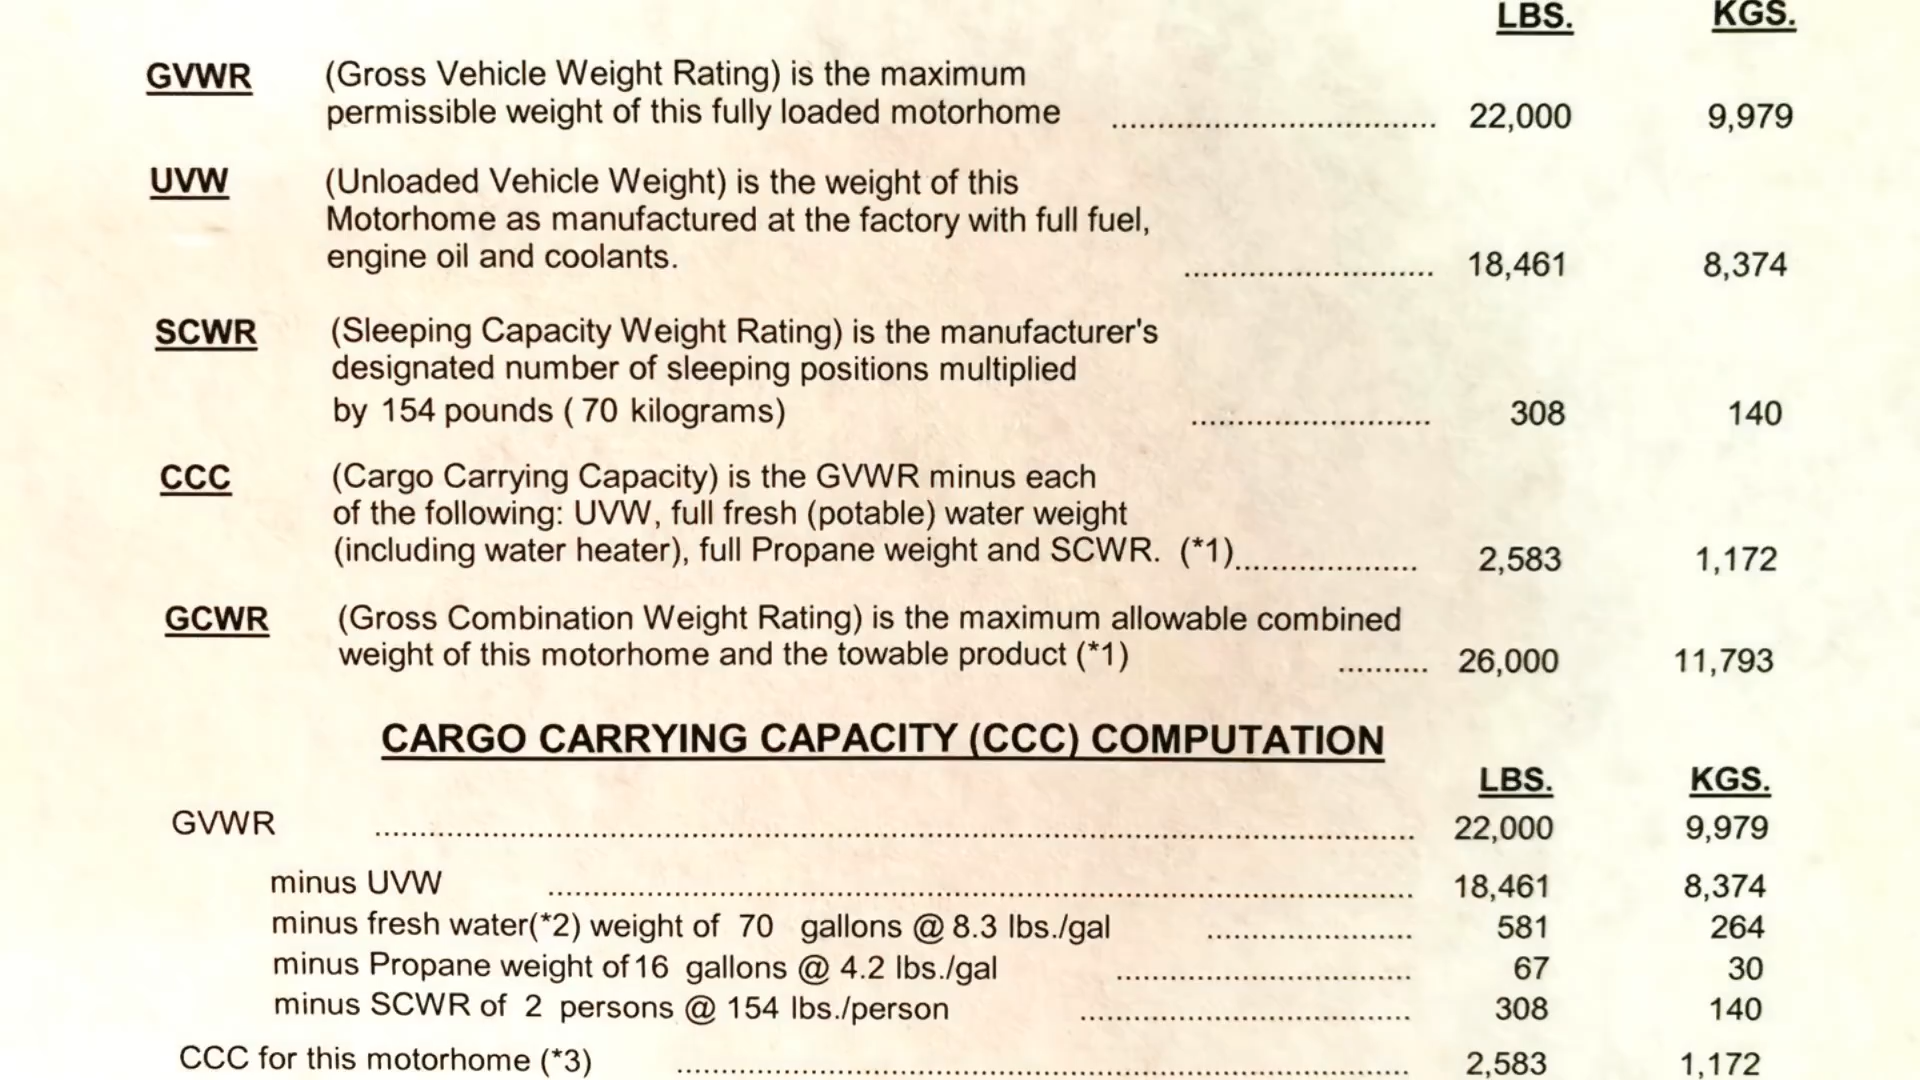 LBS. KGS.
GVWR (Gross Vehicle Weight Rating) is the maximum
permissible weight of this fully loaded motorhome .................................. 22,000 9,979
UVW (Unloaded Vehicle Weight) is the weight of this
Motorhome as manufactured at the factory with full fuel,
engine oil and coolants. .......................... 18,461 8,374
SCWR (Sleeping Capacity Weight Rating) is the manufacturer's
designated number of sleeping positions multiplied
by 154 pounds ( 70 kilograms) ......................... 308 140
CCC (Cargo Carrying Capacity) is the GVWR minus each
of the following: UVW, full fresh (potable) water weight
(including water heater), full Propane weight and SCWR. (*1)................... 2,583 1,172
GCWR (Gross Combination Weight Rating) is the maximum allowable combined
weight of this motorhome and the towable product (*1) .......... 26,000 11,793
CARGO CARRYING CAPACITY (CCC) COMPUTATION
LBS. KGS.
GVWR .................................................. 22,000 9,979
minus UVW .................................................. 18,461 8,374
minus fresh water(*2) weight of 70 gallons @ 8.3 lbs./gal ...................... 581 264
minus Propane weight of 16 gallons @ 4.2 lbs./gal ................................ 67 30
minus SCWR of 2 persons @ 154 lbs./person .................................. 308 140
CCC for this motorhome (*3) .................................................. 2,583 1,172